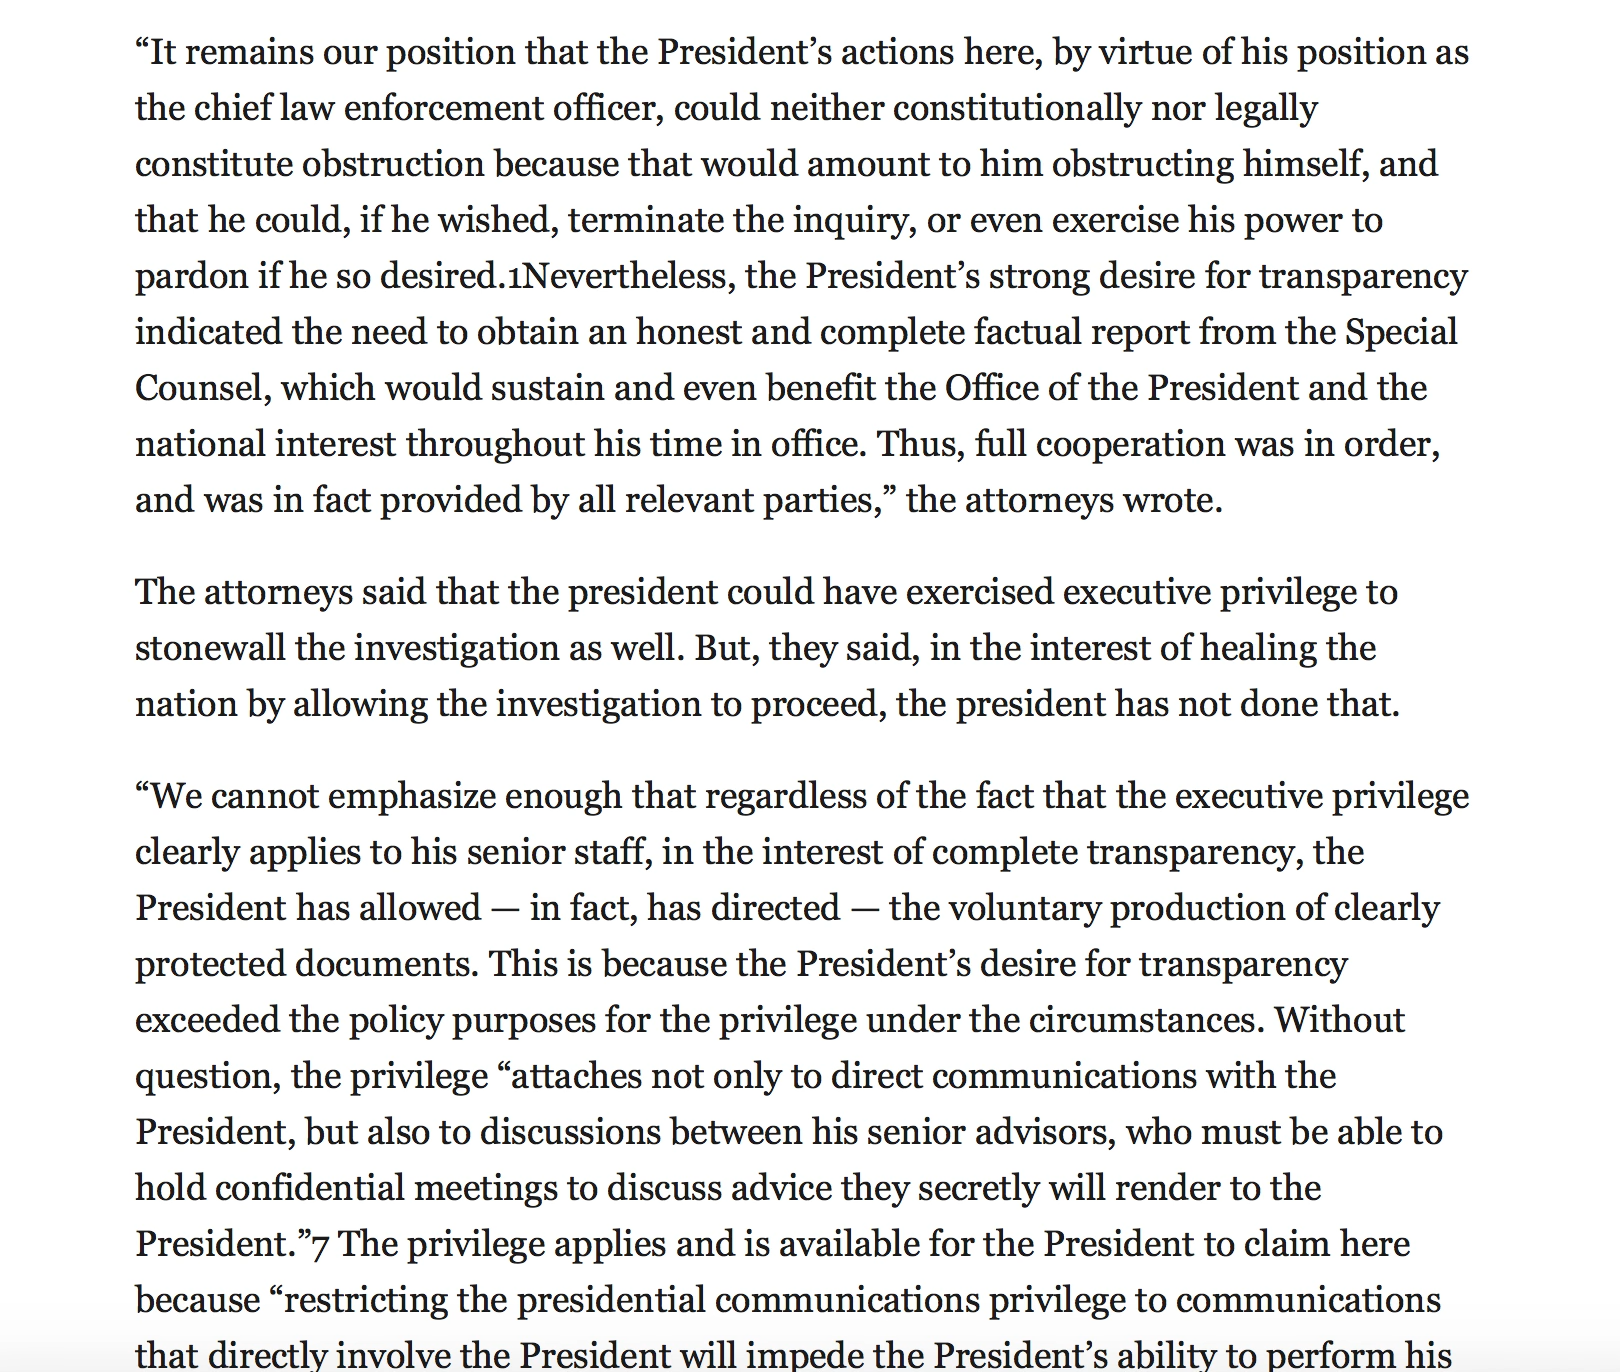 “It remains our position that the President’s actions here, by virtue of his position as
the chief law enforcement officer, could neither constitutionally nor legally
constitute obstruction because that would amount to him obstructing himself, and
that he could, if he wished, terminate the inquiry, or even exercise his power to
pardon if he so desired.1Nevertheless, the President’s strong desire for transparency
indicated the need to obtain an honest and complete factual report from the Special
Counsel, which would sustain and even benefit the Office of the President and the
national interest throughout his time in office. Thus, full cooperation was in order,
and was in fact provided by all relevant parties,” the attorneys wrote.
The attorneys said that the president could have exercised executive privilege to
stonewall the investigation as well. But, they said, in the interest of healing the
nation by allowing the investigation to proceed, the president has not done that.
“We cannot emphasize enough that regardless of the fact that the executive privilege
clearly applies to his senior staff, in the interest of complete transparency, the
President has allowed — in fact, has directed — the voluntary production of clearly
protected documents. This is because the President’s desire for transparency
exceeded the policy purposes for the privilege under the circumstances. Without
question, the privilege “attaches not only to direct communications with the
President, but also to discussions between his senior advisors, who must be able to
hold confidential meetings to discuss advice they secretly will render to the
President.”7 The privilege applies and is available for the President to claim here
because “restricting the presidential communications privilege to communications
that directly involve the President will impede the President’s ability to perform his